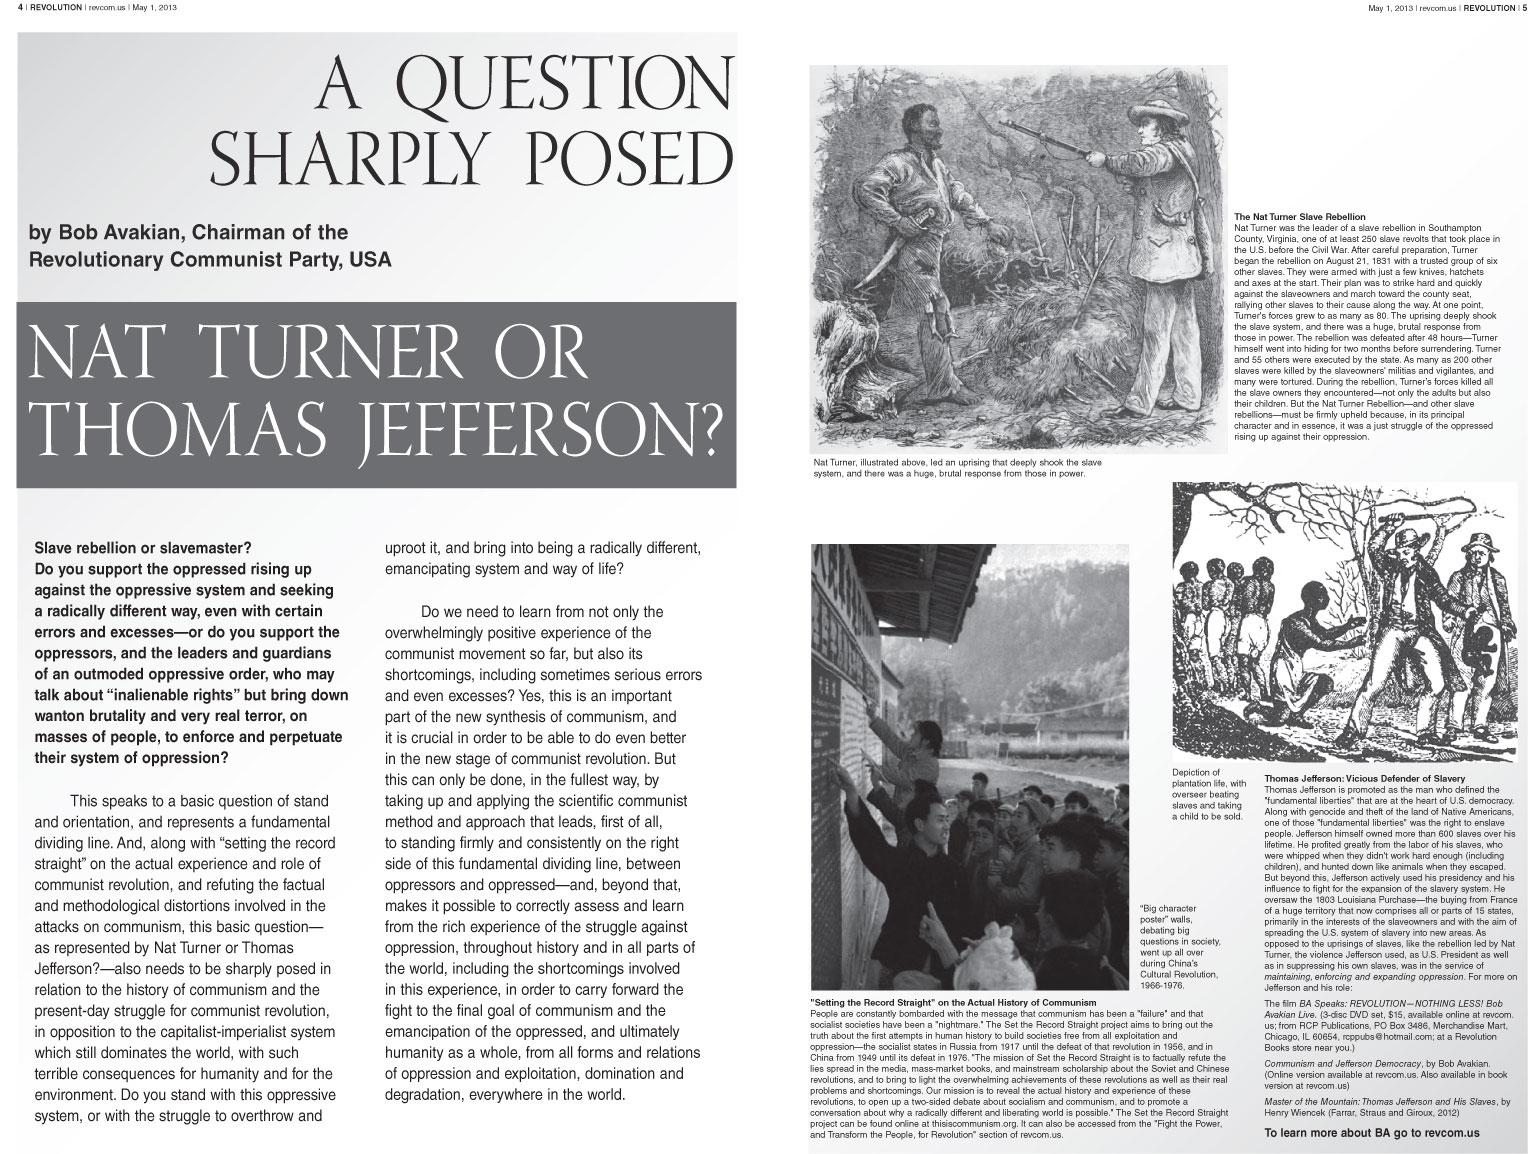 4 | REVOLUTION | revcom.us | May 1, 2013
May 1, 2013 | revcom.us | REVOLUTION | 5
A QUESTION
SHARPLY POSED
by Bob Avakian, Chairman of the
Revolutionary Communist Party, USA
NAT TURNER OR
THOMAS JEFFERSON?
Slave rebellion or slavemaster?
Do you support the oppressed rising up
against the oppressive system and seeking
a radically different way, even with certain
errors and excesses—or do you support the
oppressors, and the leaders and guardians
of an outmoded oppressive order, who may
talk about “inalienable rights” but bring down
wanton brutality and very real terror, on
masses of people, to enforce and perpetuate
their system of oppression?
This speaks to a basic question of stand
and orientation, and represents a fundamental
dividing line. And, along with “setting the record
straight” on the actual experience and role of
communist revolution, and refuting the factual
and methodological distortions involved in the
attacks on communism, this basic question—
as represented by Nat Turner or Thomas
Jefferson?—also needs to be sharply posed in
relation to the history of communism and the
present-day struggle for communist revolution,
in opposition to the capitalist-imperialist system
which still dominates the world, with such
terrible consequences for humanity and for the
environment. Do you stand with this oppressive
system, or with the struggle to overthrow and
uproot it, and bring into being a radically different,
emancipating system and way of life?
Do we need to learn from not only the
overwhelmingly positive experience of the
communist movement so far, but also its
shortcomings, including sometimes serious errors
and even excesses? Yes, this is an important
part of the new synthesis of communism, and
it is crucial in order to be able to do even better
in the new stage of communist revolution. But
this can only be done, in the fullest way, by
taking up and applying the scientific communist
method and approach that leads, first of all,
to standing firmly and consistently on the right
side of this fundamental dividing line, between
oppressors and oppressed—and, beyond that,
makes it possible to correctly assess and learn
from the rich experience of the struggle against
oppression, throughout history and in all parts of
the world, including the shortcomings involved
in this experience, in order to carry forward the
fight to the final goal of communism and the
emancipation of the oppressed, and ultimately
humanity as a whole, from all forms and relations
of oppression and exploitation, domination and
degradation, everywhere in the world.
Nat Turner, illustrated above, led an uprising that deeply shook the slave
system, and there was a huge, brutal response from those in power.
The Nat Turner Slave Rebellion
Nat Turner was the leader of a slave rebellion in Southampton
County, Virginia, one of at least 250 slave revolts that took place in
the U.S. before the Civil War. After careful preparation, Turner
began the rebellion on August 21, 1831 with a trusted group of six
other slaves. They were armed with just a few knives, hatchets
and axes at the start. Their plan was to strike hard and quickly
against the slaveowners and march toward the county seat,
rallying other slaves to their cause along the way. At one point,
Turner's forces grew to as many as 80. The uprising deeply shook
the slave system, and there was a huge, brutal response from
those in power. The rebellion was defeated after 48 hours—Turner
himself went into hiding for two months before surrendering. Turner
and 55 others were executed by the state. As many as 200 other
slaves were killed by the slaveowners' militias and vigilantes, and
many were tortured. During the rebellion, Turner's forces killed all
the slave owners they encountered—not only the adults but also
their children. But the Nat Turner Rebellion—and other slave
rebellions—must be firmly upheld because, in its principal
character and in essence, it was a just struggle of the oppressed
rising up against their oppression.
"Big character
poster" walls,
debating big
questions in society,
went up all over
during China's
Cultural Revolution,
1966-1976.
"Setting the Record Straight" on the Actual History of Communism
People are constantly bombarded with the message that communism has been a "failure" and that
socialist societies have been a "nightmare." The Set the Record Straight project aims to bring out the
truth about the first attempts in human history to build societies free from all exploitation and
oppression—the socialist states in Russia from 1917 until the defeat of that revolution in 1956, and in
China from 1949 until its defeat in 1976. "The mission of Set the Record Straight is to factually refute the
lies spread in the media, mass-market books, and mainstream scholarship about the Soviet and Chinese
revolutions, and to bring to light the overwhelming achievements of these revolutions as well as their real
problems and shortcomings. Our mission is to reveal the actual history and experience of these
revolutions, to open up a two-sided debate about socialism and communism, and to promote a
conversation about why a radically different and liberating world is possible." The Set the Record Straight
project can be found online at thisiscommunism.org. It can also be accessed from the "Fight the Power,
and Transform the People, for Revolution" section of revcom.us.
Depiction of
plantation life, with
overseer beating
slaves and taking
a child to be sold.
Thomas Jefferson: Vicious Defender of Slavery
Thomas Jefferson is promoted as the man who defined the
"fundamental liberties" that are at the heart of U.S. democracy.
Along with genocide and theft of the land of Native Americans,
one of those "fundamental liberties" was the right to enslave
people. Jefferson himself owned more than 600 slaves over his
lifetime. He profited greatly from the labor of his slaves, who
were whipped when they didn't work hard enough (including
children), and hunted down like animals when they escaped.
But beyond this, Jefferson actively used his presidency and his
influence to fight for the expansion of the slavery system. He
oversaw the 1803 Louisiana Purchase—the buying from France
of a huge territory that now comprises all or parts of 15 states,
primarily in the interests of the slaveowners and with the aim of
spreading the U.S. system of slavery into new areas. As
opposed to the uprisings of slaves, like the rebellion led by Nat
Turner, the violence Jefferson used, as U.S. President as well
as in suppressing his own slaves, was in the service of
maintaining, enforcing and expanding oppression. For more on
Jefferson and his role:
The film BA Speaks: REVOLUTION—NOTHING LESS! Bob
Avakian Live. (3-disc DVD set, $15, available online at revcom.
us; from RCP Publications, PO Box 3486, Merchandise Mart,
Chicago, IL 60654, rcppubs@hotmail.com; at a Revolution
Books store near you.)
Communism and Jefferson Democracy, by Bob Avakian.
(Online version available at revcom.us. Also available in book
version at revcom.us)
Master of the Mountain: Thomas Jefferson and His Slaves, by
Henry Wiencek (Farrar, Straus and Giroux, 2012)
To learn more about BA go to revcom.us